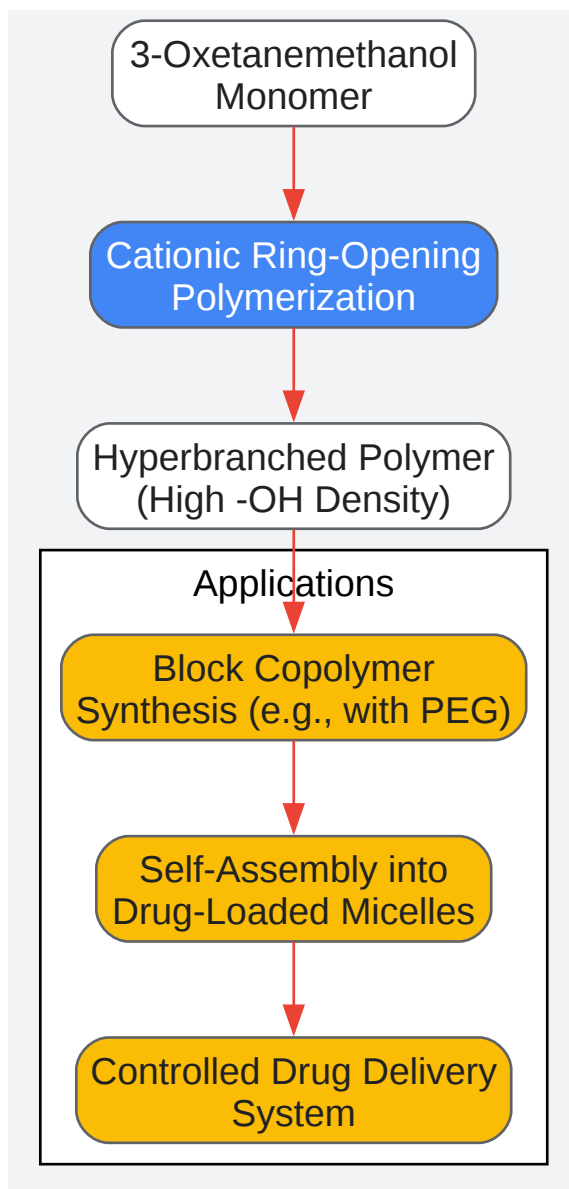 3-Oxetanemethanol
Monomer
Cationic Ring-Opening
Polymerization
Hyperbranched Polymer
(High -OH Density)
Applications
Block Copolymer
Synthesis (e.g., with PEG)
Self-Assembly into
Drug-Loaded Micelles
Controlled Drug Delivery
System